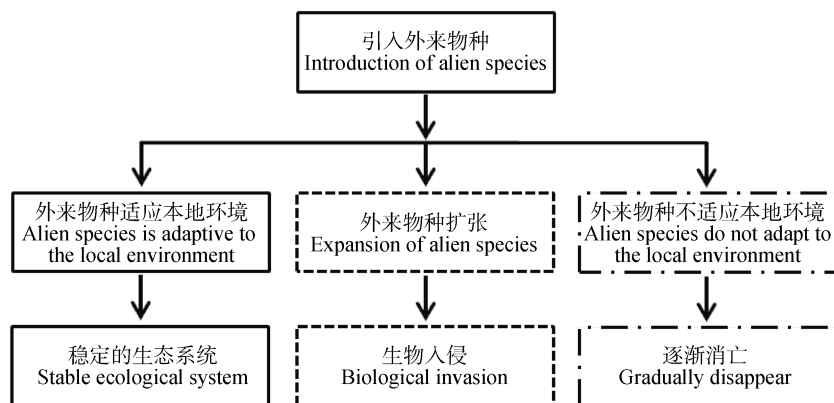 引入外来物种
Introduction of alien species
外来物种适应本地环境
Alien species is adaptive to
the local environment
外来物种扩张
Expansion of alien species
外来物种不适应本地环境
Alien species do not adapt to
the local environment
稳定的生态系统
Stable ecological system
生物入侵
Biological invasion
逐渐消亡
Gradually disappear